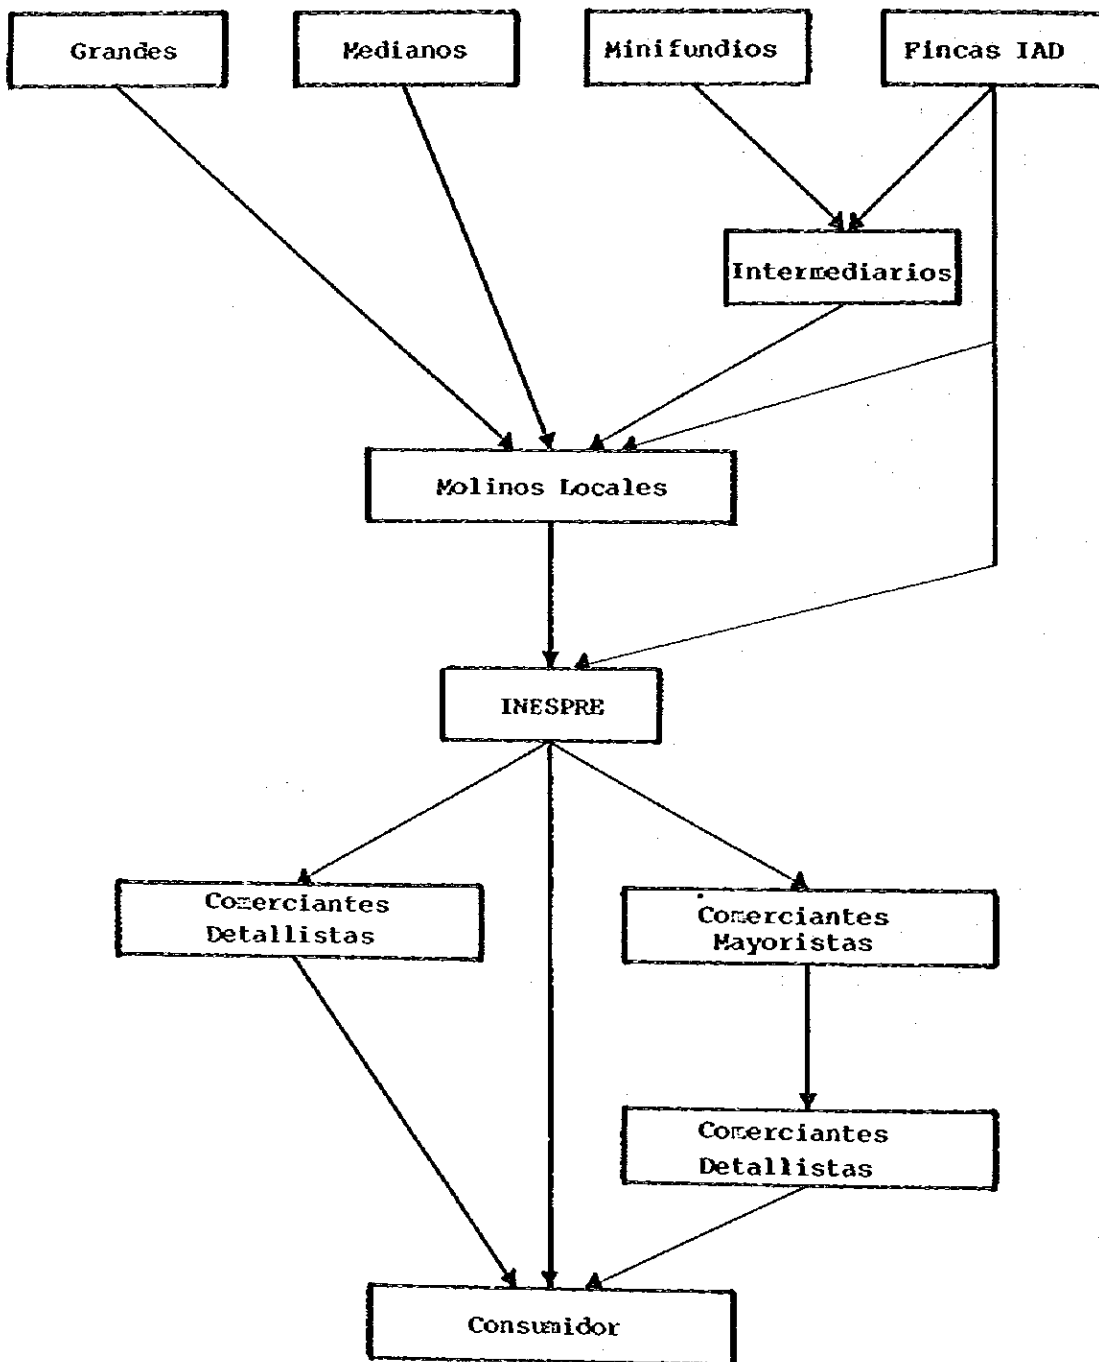 Grandes
Medianos
Minifundios
Fincas IAD
Intermediarios
Molinos Locales
INESPRE
Comerciantes
Detallistas
Comerciantes
Mayoristas
Comerciantes
Detallistas
Consumidor